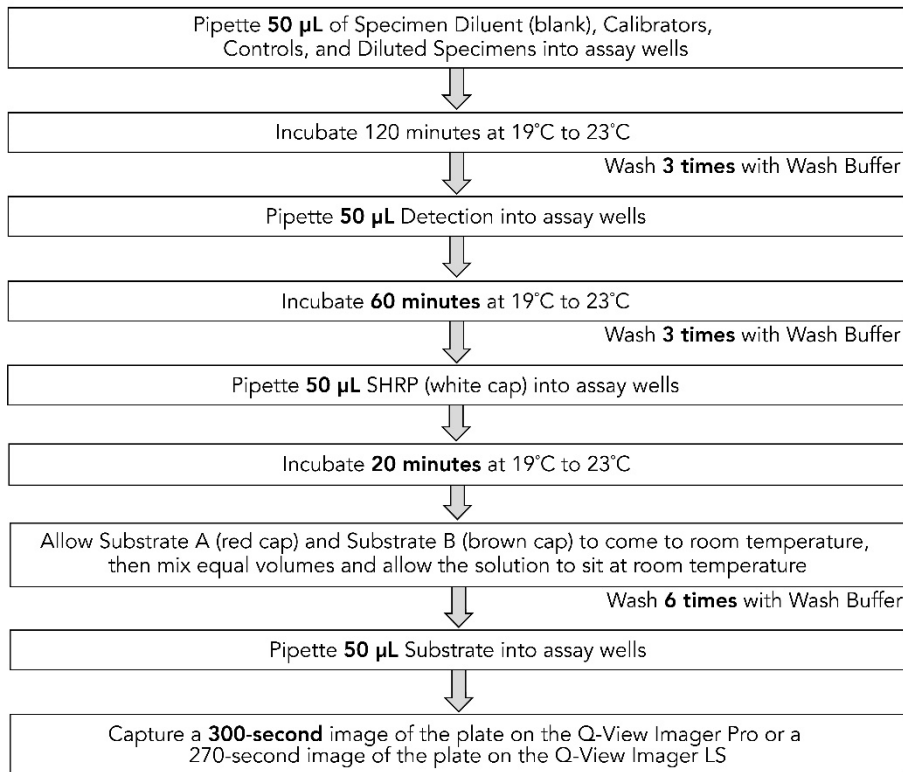 Pipette 50 µL of Specimen Diluent (blank), Calibrators,
Controls, and Diluted Specimens into assay wells
Incubate 120 minutes at 19˚C to 23˚C
Wash 3 times with Wash Buffer
Pipette 50 µL Detection into assay wells
Incubate 60 minutes at 19˚C to 23˚C
Wash 3 times with Wash Buffer
Pipette 50 µL SHRP (white cap) into assay wells
Incubate 20 minutes at 19˚C to 23˚C
Allow Substrate A (red cap) and Substrate B (brown cap) to come to room temperature,
then mix equal volumes and allow the solution to sit at room temperature
Wash 6 times with Wash Buffer
Pipette 50 µL Substrate into assay wells
Capture a 300-second image of the plate on the Q-View Imager Pro or a
270-second image of the plate on the Q-View Imager LS